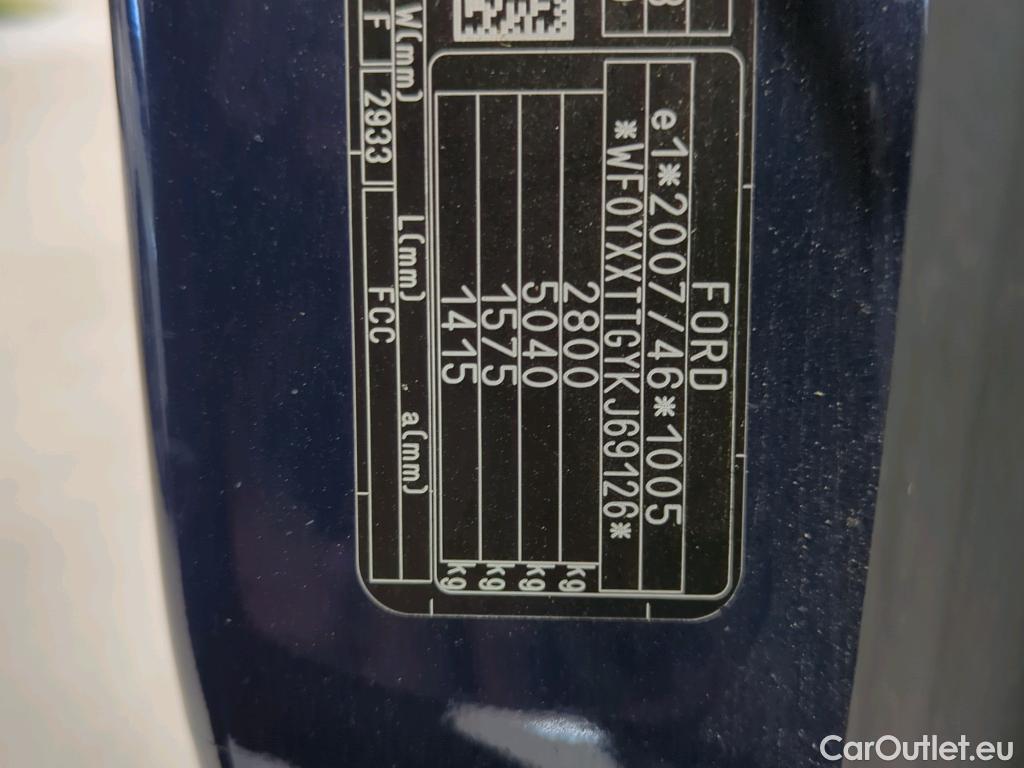 FORD
e1*2007/46*1005
*WF0YXXTTGYKJ69126*
2800 kg
5040 kg
1575 kg
1415 kg
W(mm) L(mm) a(mm)
F 2933 FCC
CarOutlet.eu